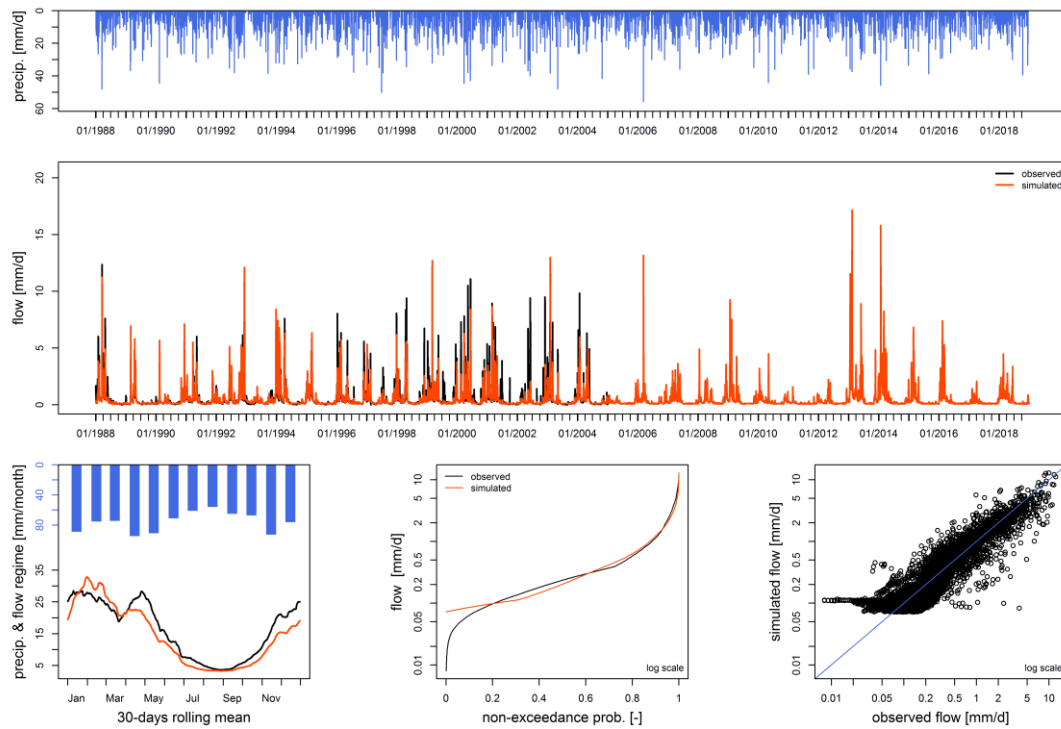 precip. [mm/d]
0
20
40
60
01/1988 01/1990 01/1992 01/1994 01/1996 01/1998 01/2000 01/2002 01/2004 01/2006 01/2008 01/2010 01/2012 01/2014 01/2016 01/2018
flow [mm/d]
20
15
10
5
0
observed
simulated
01/1988 01/1990 01/1992 01/1994 01/1996 01/1998 01/2000 01/2002 01/2004 01/2006 01/2008 01/2010 01/2012 01/2014 01/2016 01/2018
precip. & flow regime [mm/month]
0
40
80
35
25
15
5
Jan Mar May Jul Sep Nov
30-days rolling mean
flow [mm/d]
10
5
2
0.5
0.2
0.05
0.01
observed
simulated
log scale
0 0.2 0.4 0.6 0.8 1
non-exceedance prob. [-]
simulated flow [mm/d]
10
5
2
0.5
0.2
0.05
0.01
log scale
0.01 0.05 0.2 0.5 1 2 5 10
observed flow [mm/d]